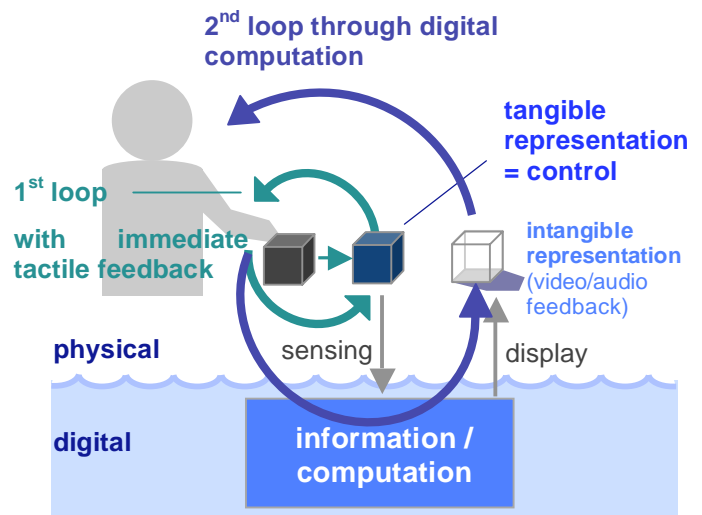 2nd loop through digital
computation
tangible
representation
= control
1st loop
with immediate
tactile feedback
intangible
representation
(video/audio
feedback)
physical
sensing
display
digital
information /
computation